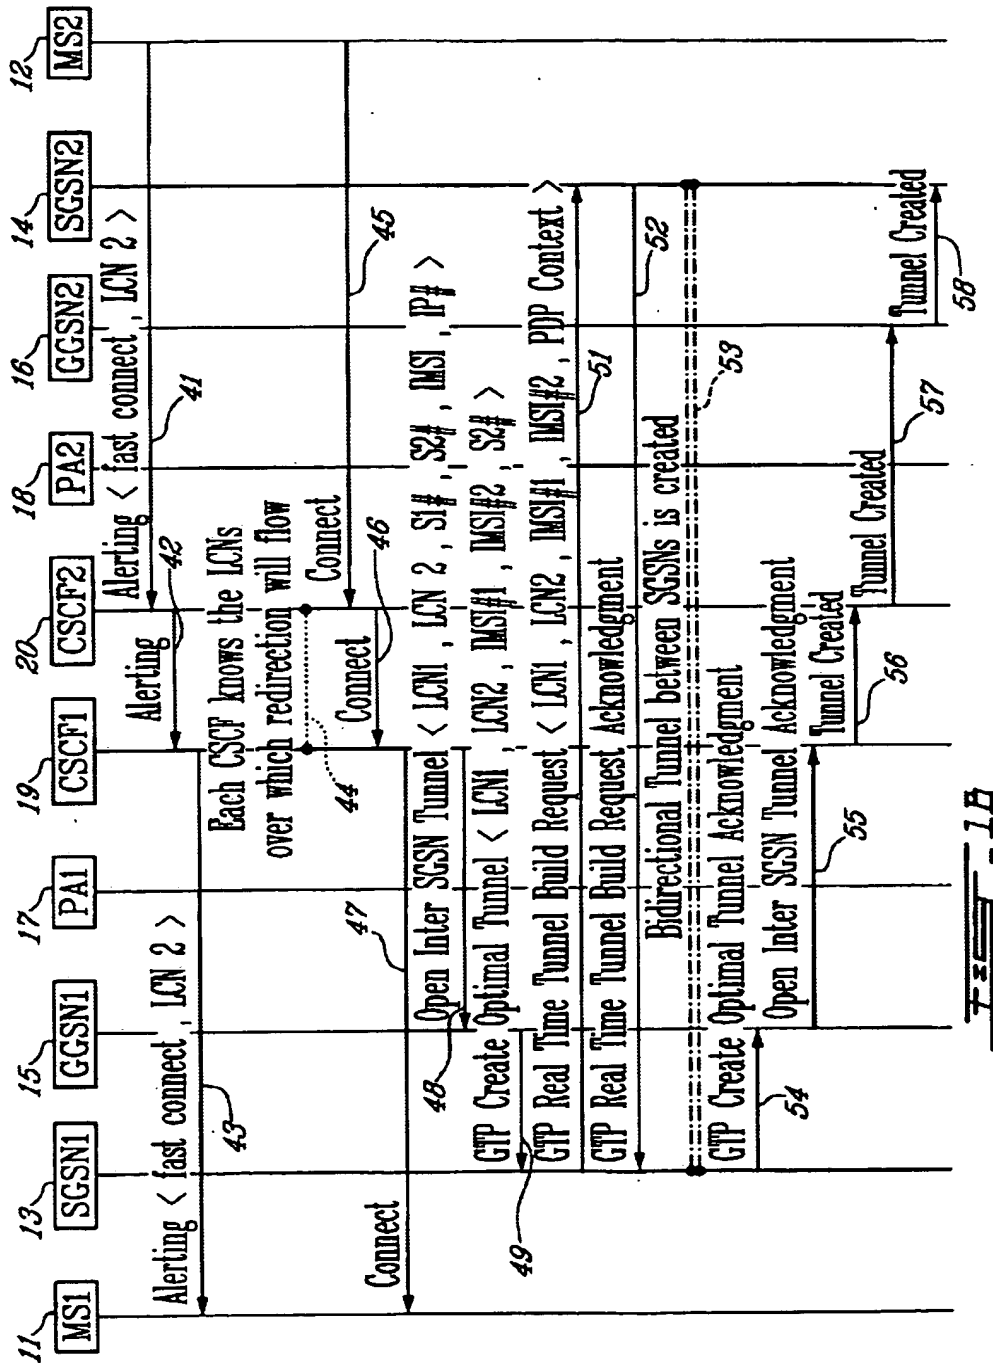 11 13 15 17 19 20 18 16 14 12
MS1 SGSN1 GGSN1 PA1 CSCF1 CSCF2 PA2 GGSN2 SGSN2 MS2
Alerting < fast connect , LCN 2 >
41
Alerting
42
Alerting < fast connect , LCN 2 >
43
Each CSCF knows the LCNs
over which redirection will flow
44
Connect
45
Connect
46
Connect
47
Open Inter SGSN Tunnel < LCN1 , LCN 2 , S1# , S2# , IMSI , IP# >
48
GTP Create Optimal Tunnel < LCN1 , LCN2 , IMSI#1 , IMSI#2 , S2# >
49
GTP Real Time Tunnel Build Request < LCN1 , LCN2 , IMSI#1 , IMSI#2 , PDP Context >
51
GTP Real Time Tunnel Build Request Acknowledgment
52
Bidirectional Tunnel between SGSNs is created
53
GTP Create Optimal Tunnel Acknowledgment
54
Open Inter SGSN Tunnel Acknowledgment
55
Tunnel Created
56
Tunnel Created
57
Tunnel Created
58
Fig-1B